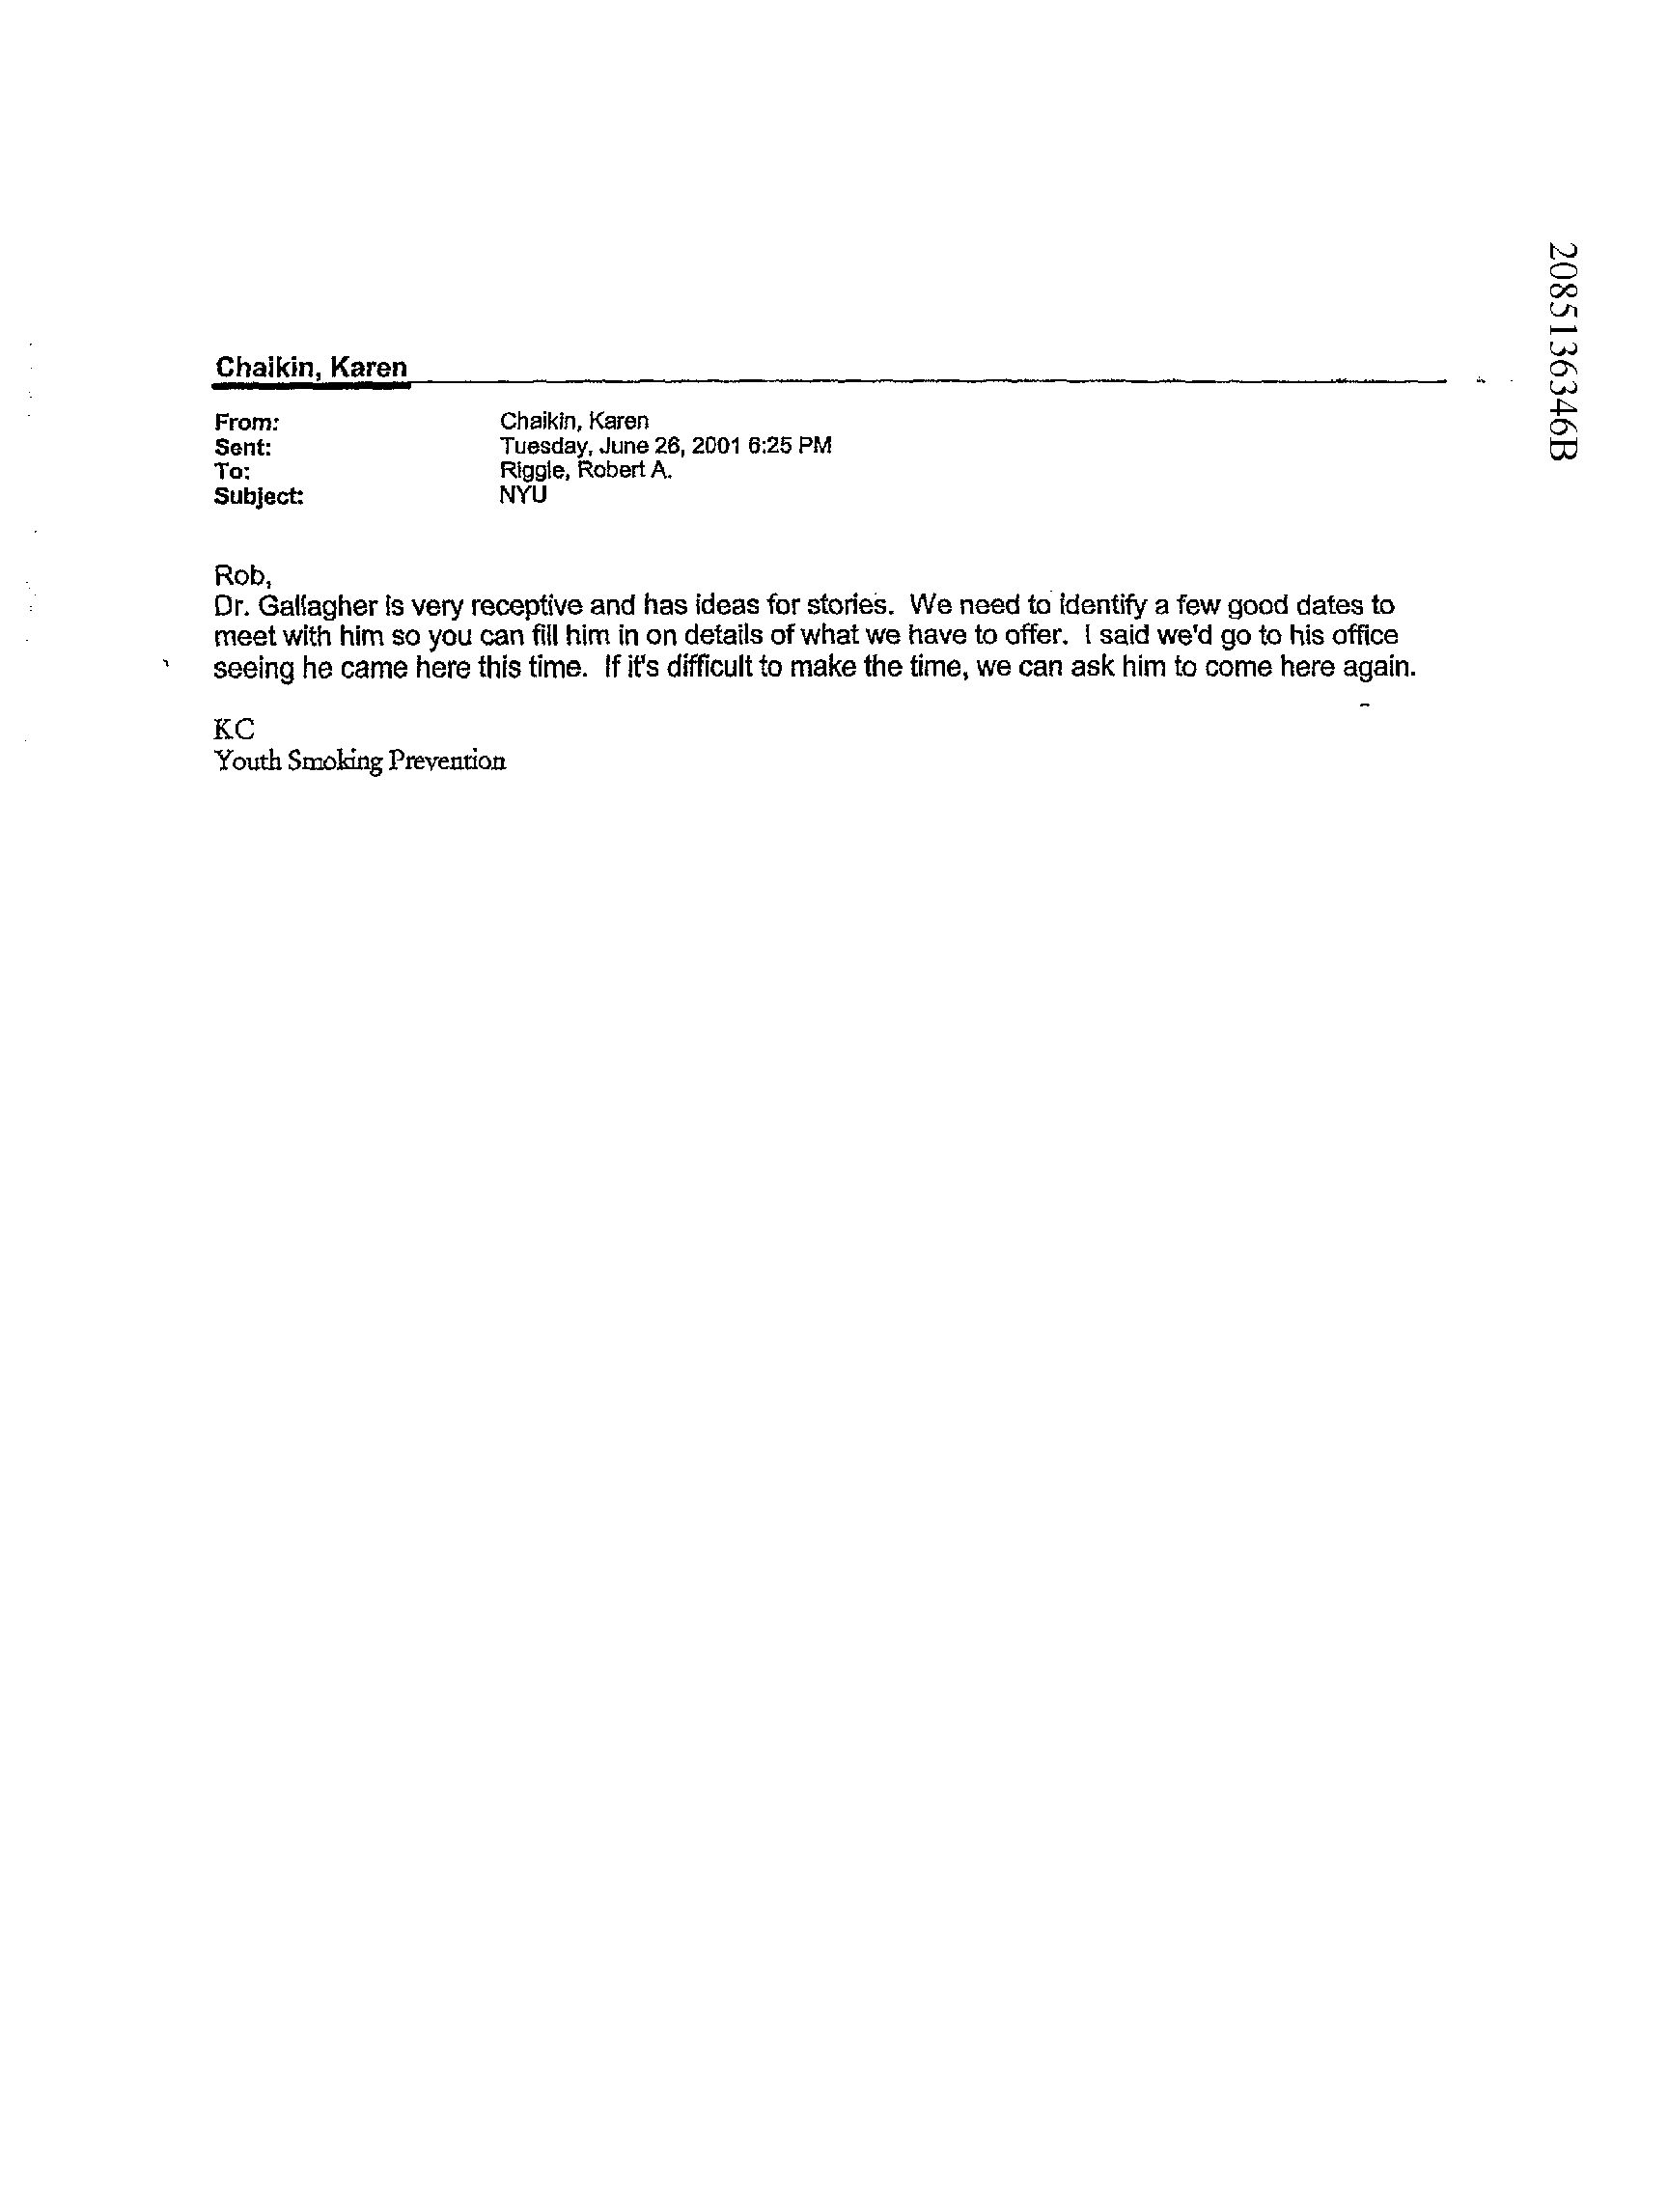 2085136346B
Chaikin, Karen
From: Chaikin, Karen
Sent: Tuesday, June 26, 2001 6:25 PM
To: Riggle, Robert A.
Subject: NYU
Rob,
Dr. Gallagher is very receptive and has ideas for stories. We need to identify a few good dates to
meet with him so you can fill him in on details of what we have to offer. I said we'd go to his office
seeing he came here this time. If it's difficult to make the time, we can ask him to come here again.
KC
Youth Smoking Prevention